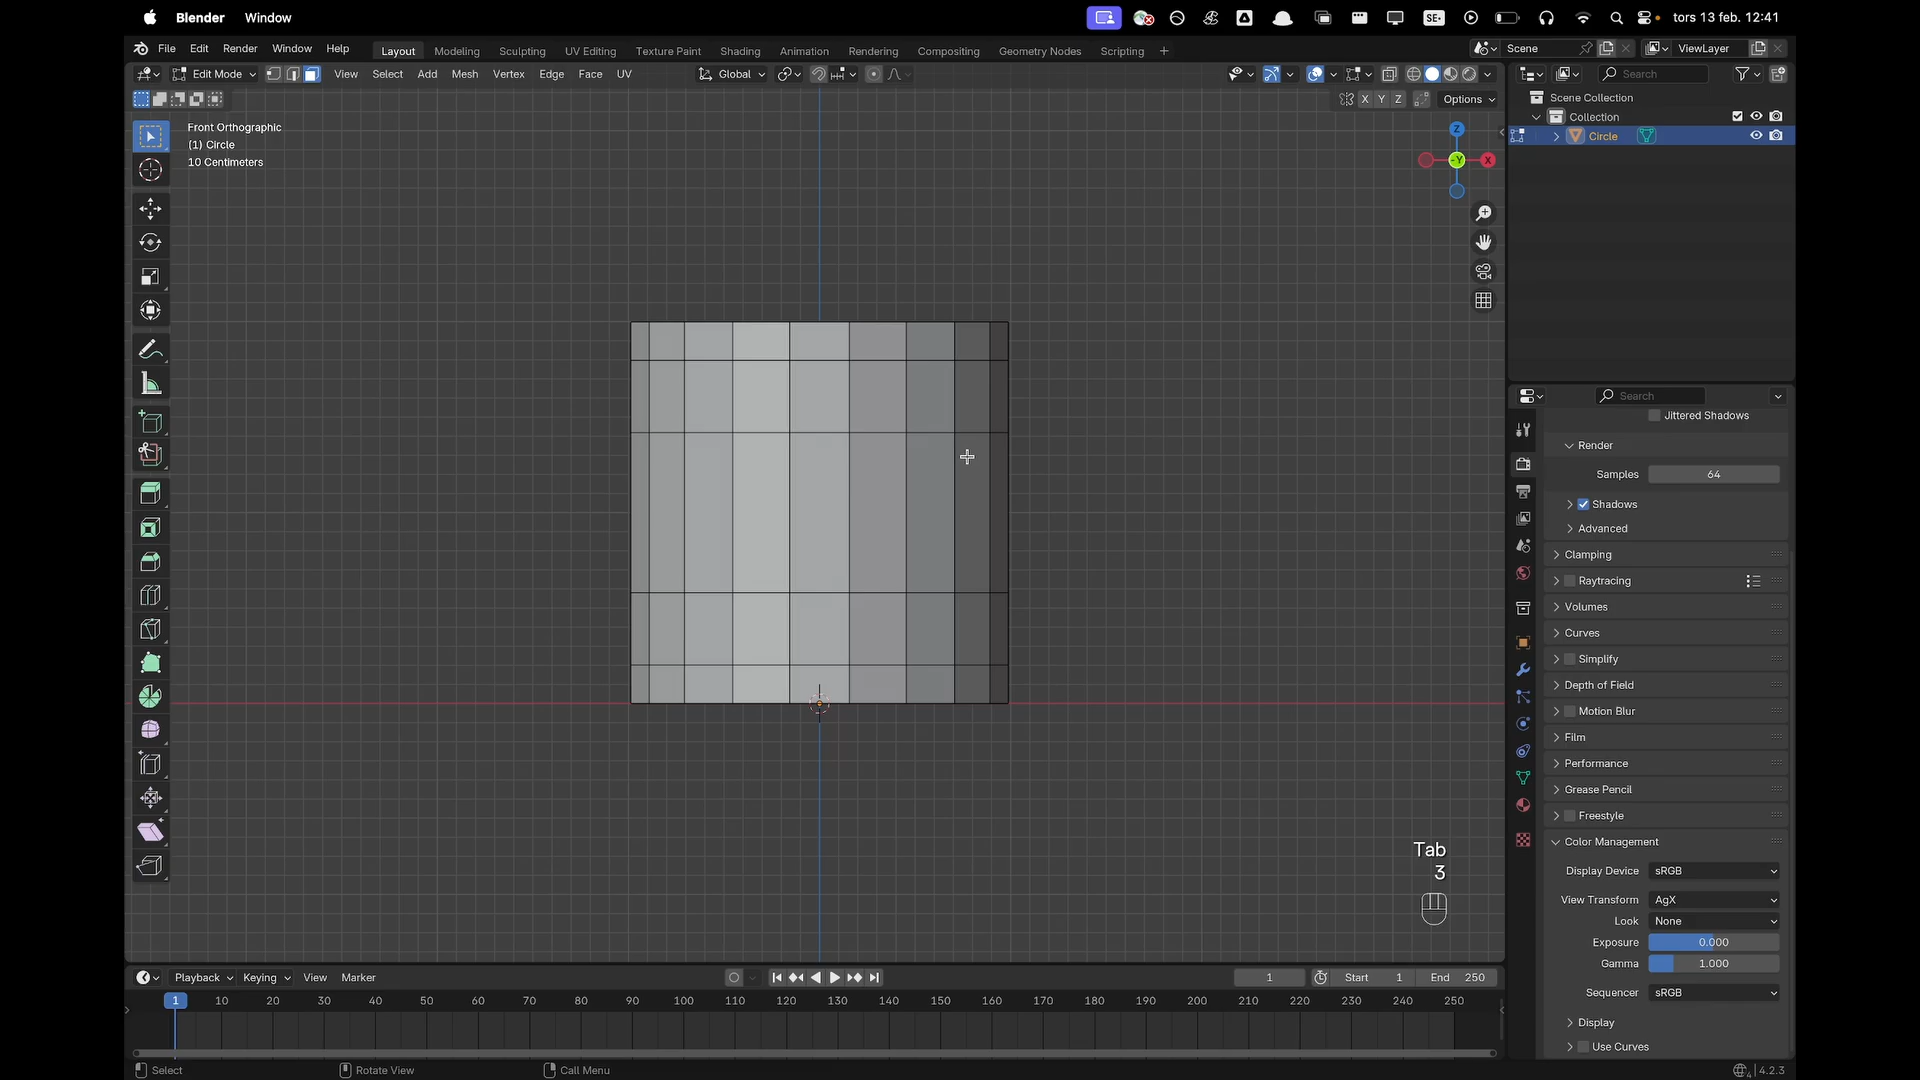 Blender Window
SE
tors 13 feb. 12:41
File Edit Render Window Help
Layout Modeling Sculpting UV Editing Texture Paint Shading Animation Rendering Compositing Geometry Nodes Scripting +
Scene
ViewLayer
Edit Mode View Select Add Mesh Vertex Edge Face UV
Global
Search
X Y Z
Options
Scene Collection
Collection
Circle
Front Orthographic
(1) Circle
10 Centimeters
Z
-Y
X
Search
Jittered Shadows
Render
Samples 64
Shadows
Advanced
Clamping
Raytracing
Volumes
Curves
Simplify
Depth of Field
Motion Blur
Film
Performance
Grease Pencil
Freestyle
Color Management
Display Device sRGB
View Transform AgX
Look None
Exposure 0.000
Gamma 1.000
Sequencer sRGB
Display
Use Curves
Tab
3
Playback Keying View Marker
1
Start 1
End 250
1 10 20 30 40 50 60 70 80 90 100 110 120 130 140 150 160 170 180 190 200 210 220 230 240 250
Select
Rotate View
Call Menu
4.2.3